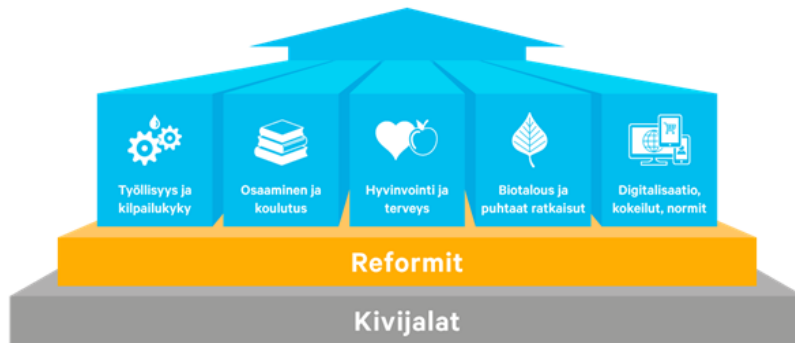 Työllisyys ja
kilpailukyky
Osaaminen ja
koulutus
Hyvinvointi ja
terveys
Biotalous ja
puhtaat ratkaisut
Digitalisaatio,
kokeilut, normit
Reformit
Kivijalat